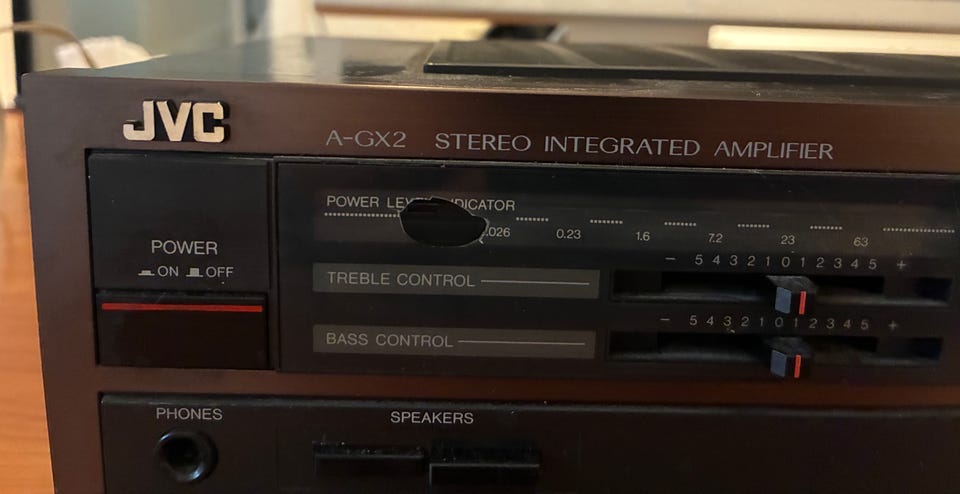 JVC
A-GX2 STEREO INTEGRATED AMPLIFIER
POWER
ON OFF
POWER
.026 0.23 1.6 7.2 23 63
- 5 4 3 2 1 0 1 2 3 4 5 +
TREBLE CONTROL
- 5 4 3 2 1 0 1 2 3 4 5 +
BASS CONTROL
PHONES
SPEAKERS